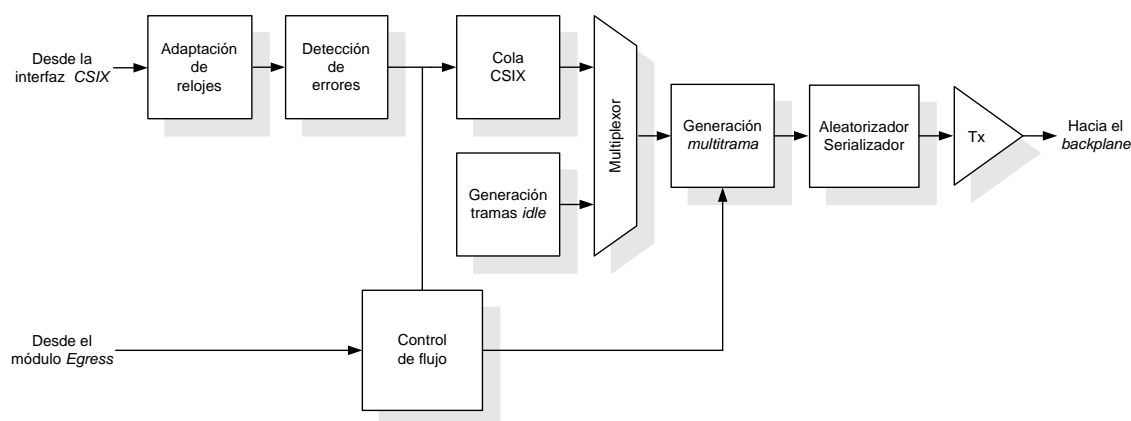 Desde la
interfaz CSIX
Adaptación
de
relojes
Detección
de
errores
Cola
CSIX
Generación
tramas idle
Multiplexor
Generación
multitrama
Aleatorizador
Serializador
Tx
Hacia el
backplane
Desde el
módulo Egress
Control
de flujo